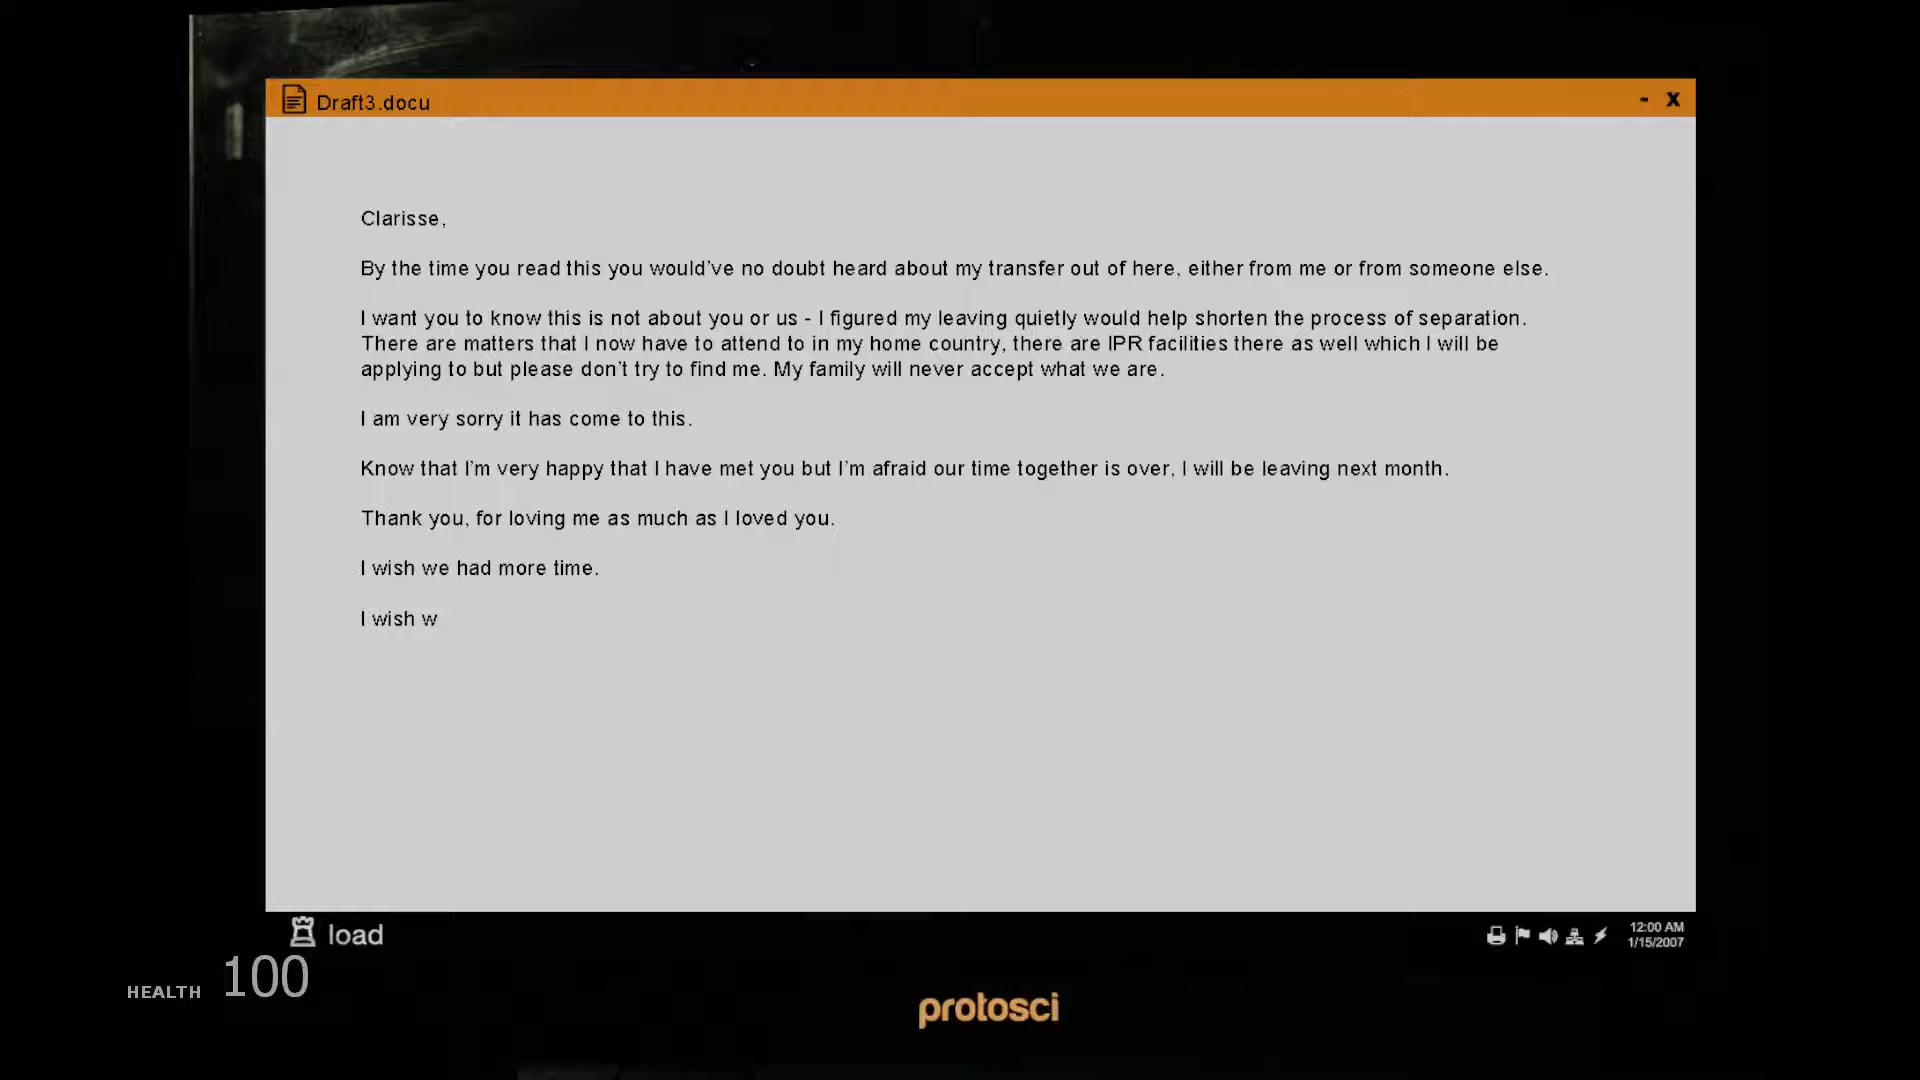 Draft3.docu
- x
Clarisse,
By the time you read this you would've no doubt heard about my transfer out of here, either from me or from someone else.
I want you to know this is not about you or us - I figured my leaving quietly would help shorten the process of separation.
There are matters that I now have to attend to in my home country, there are IPR facilities there as well which I will be
applying to but please don't try to find me. My family will never accept what we are.
I am very sorry it has come to this.
Know that I'm very happy that I have met you but I'm afraid our time together is over, I will be leaving next month.
Thank you, for loving me as much as I loved you.
I wish we had more time.
I wish w
load
12:00 AM
1/15/2007
HEALTH 100
protosci